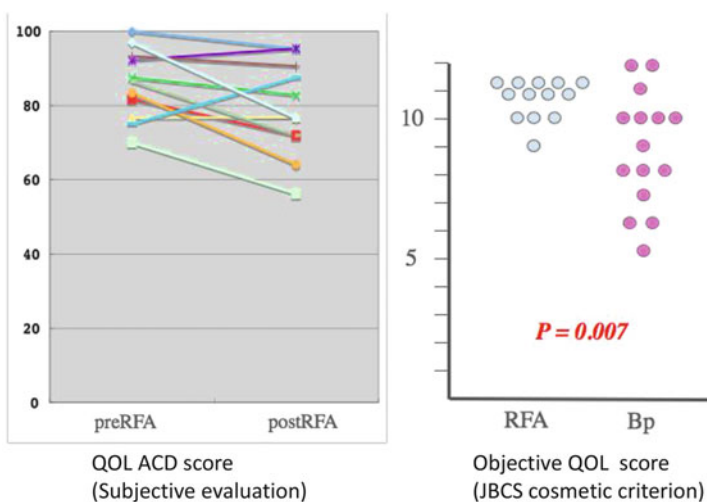 100
80
60
40
20
0
preRFA postRFA
QOL ACD score
(Subjective evaluation)
10
5
P = 0.007
RFA Bp
Objective QOL score
(JBCS cosmetic criterion)